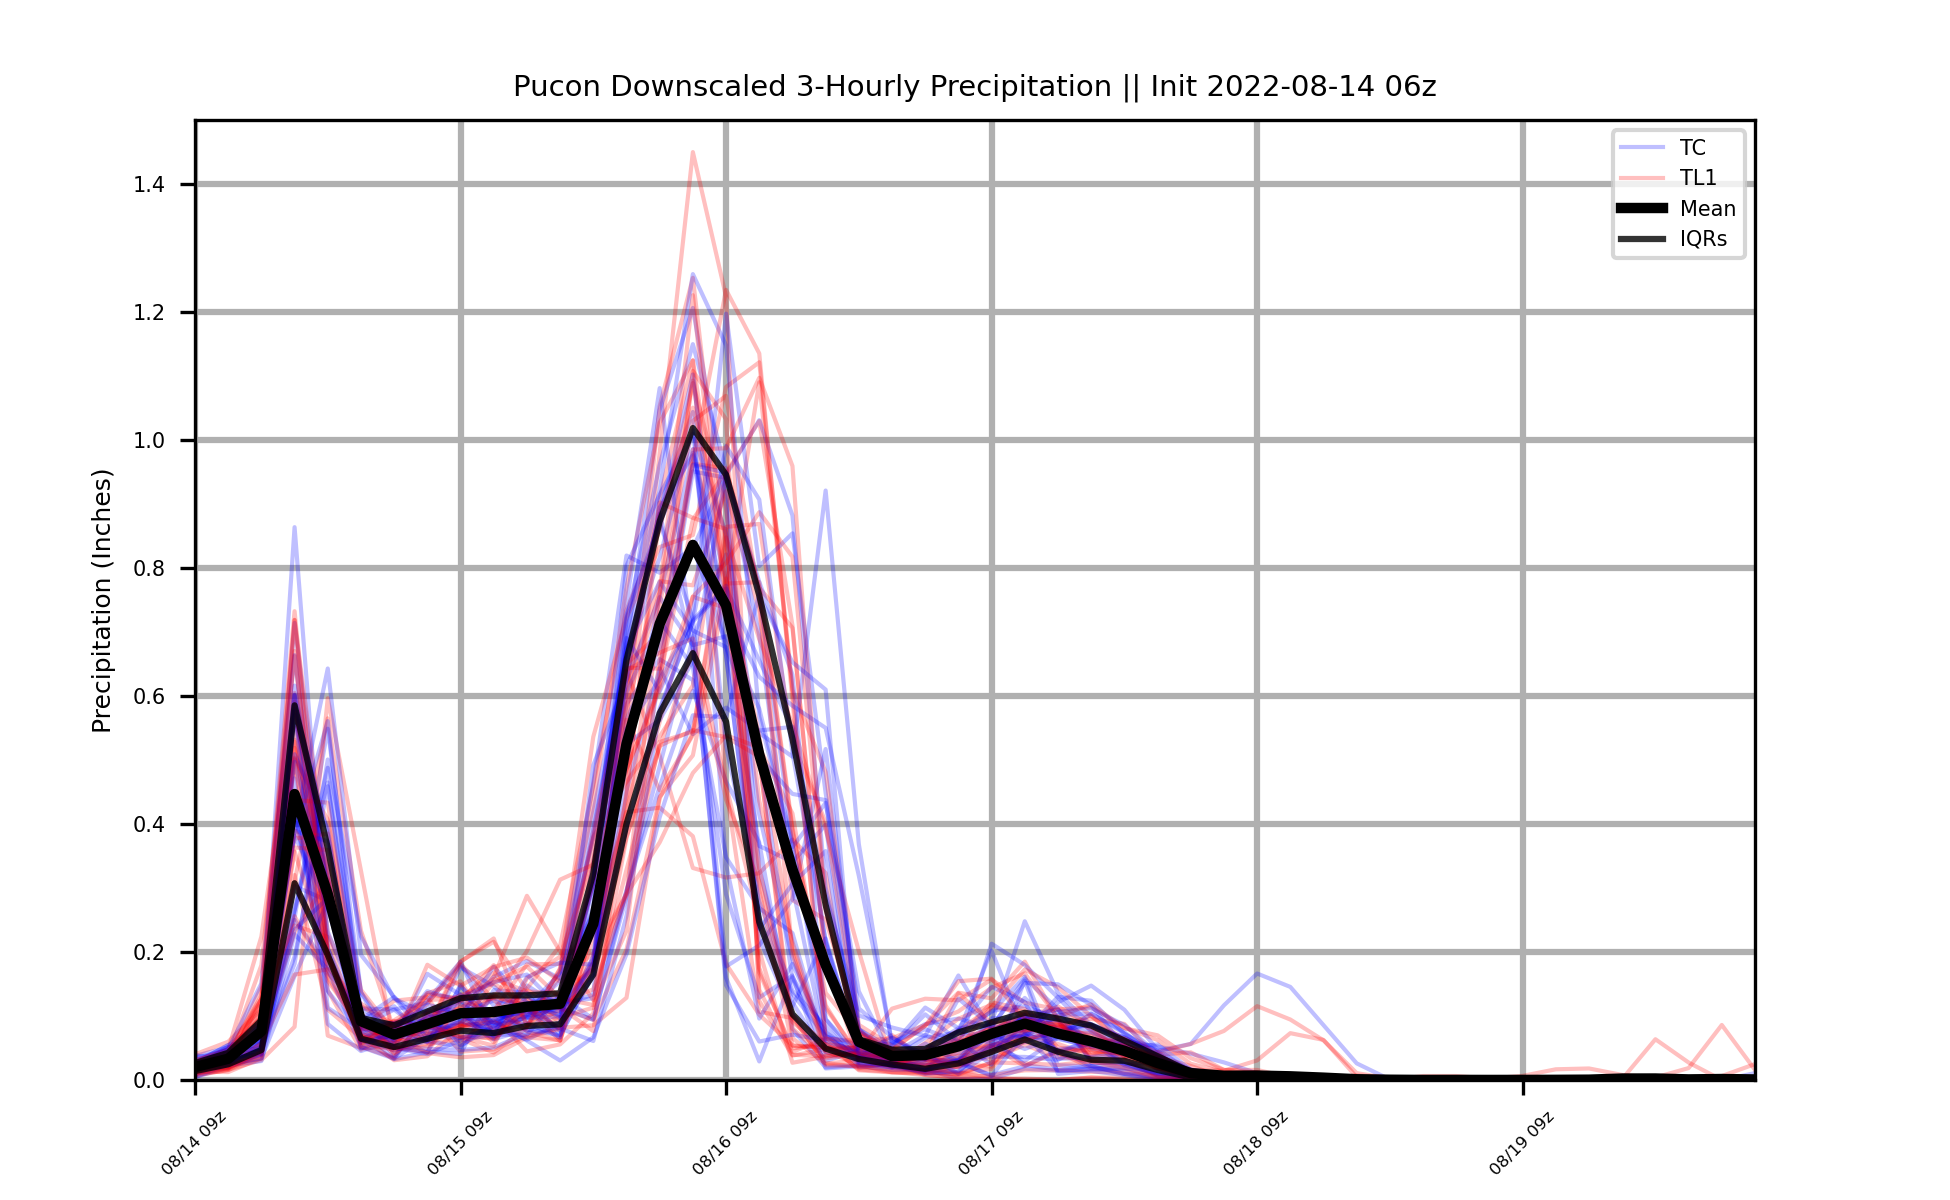 Pucon Downscaled 3-Hourly Precipitation || Init 2022-08-14 06z
TC
TL1
Mean
IQRs
Precipitation (Inches)
1.4
1.2
1.0
0.8
0.6
0.4
0.2
0.0
08/14 09z
08/15 09z
08/16 09z
08/17 09z
08/18 09z
08/19 09z